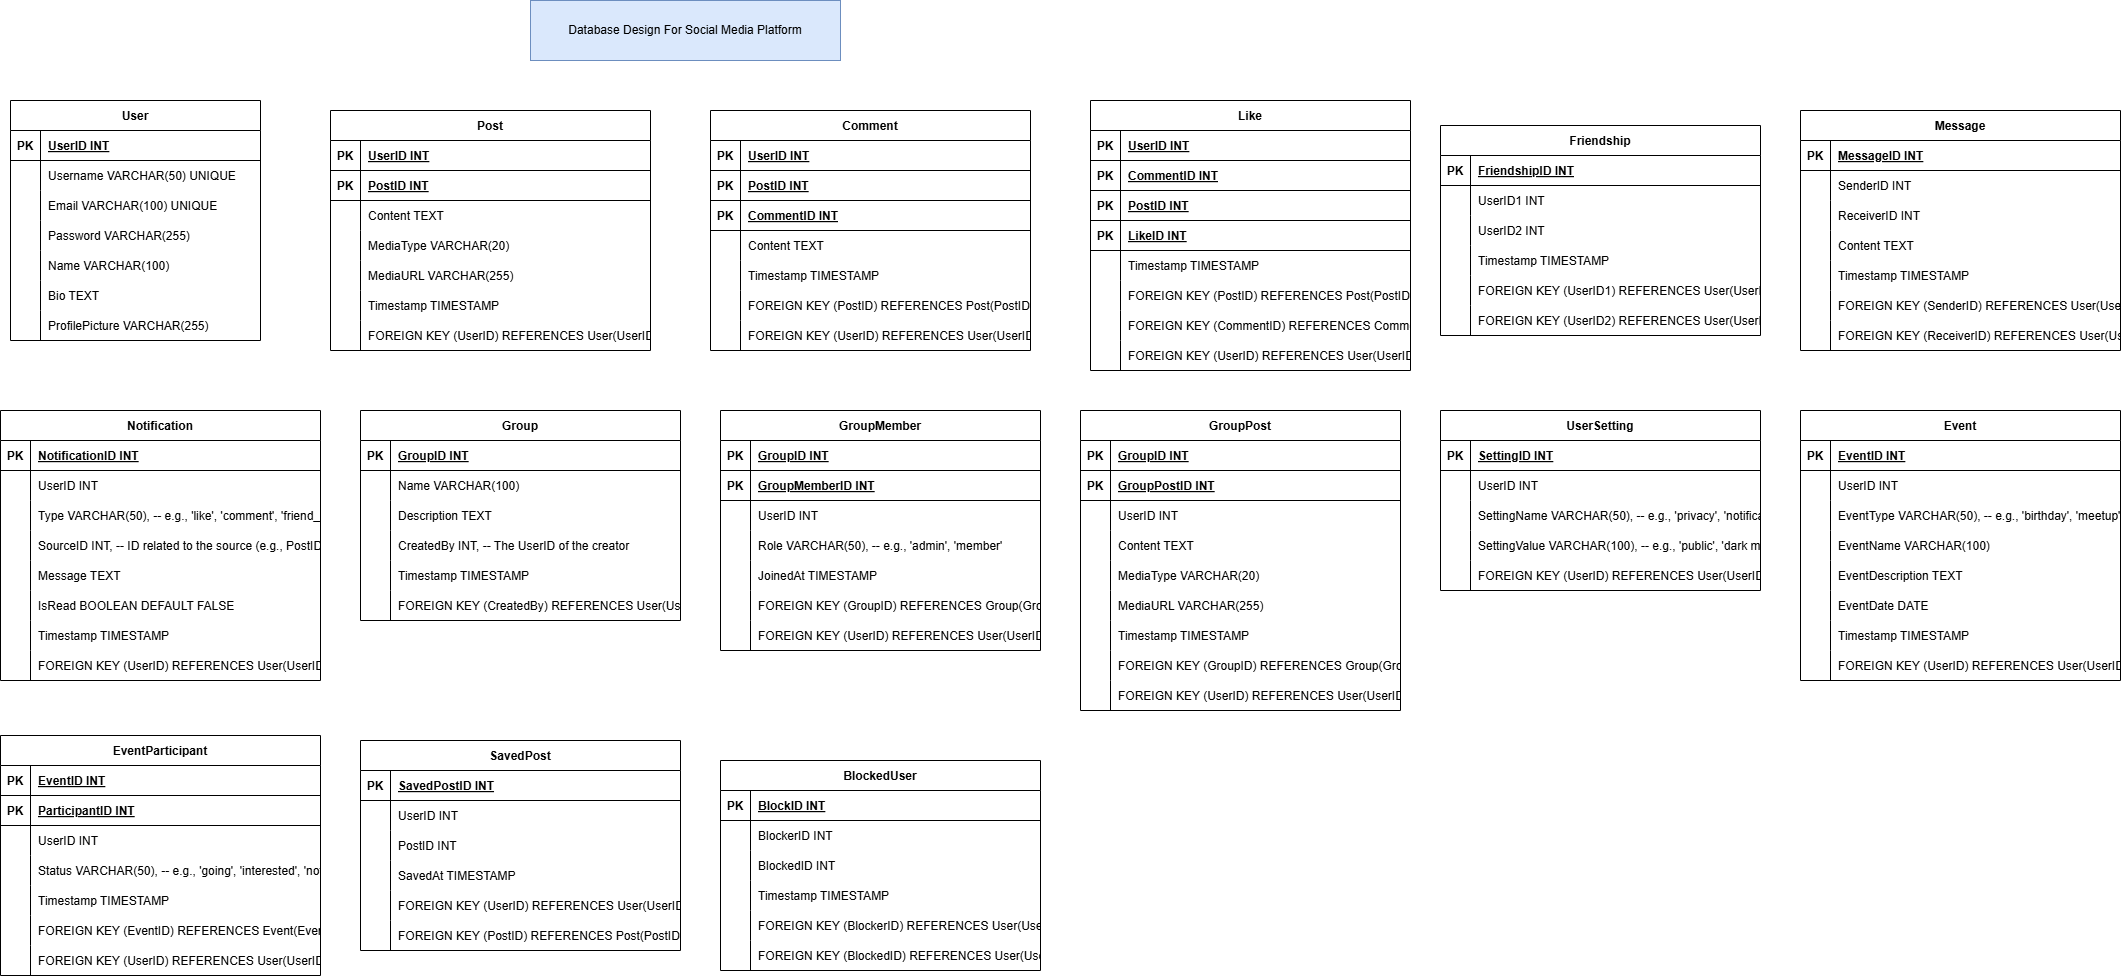 Database Design For Social Media Platform
User
PK UserID INT
Username VARCHAR(50) UNIQUE
Email VARCHAR(100) UNIQUE
Password VARCHAR(255)
Name VARCHAR(100)
Bio TEXT
ProfilePicture VARCHAR(255)
Post
PK UserID INT
PK PostID INT
Content TEXT
MediaType VARCHAR(20)
MediaURL VARCHAR(255)
Timestamp TIMESTAMP
FOREIGN KEY (UserID) REFERENCES User(UserID
Comment
PK UserID INT
PK PostID INT
PK CommentID INT
Content TEXT
Timestamp TIMESTAMP
FOREIGN KEY (PostID) REFERENCES Post(PostID
FOREIGN KEY (UserID) REFERENCES User(UserID
Like
PK UserID INT
PK CommentID INT
PK PostID INT
PK LikeID INT
Timestamp TIMESTAMP
FOREIGN KEY (PostID) REFERENCES Post(PostID
FOREIGN KEY (CommentID) REFERENCES Comm
FOREIGN KEY (UserID) REFERENCES User(UserID
Friendship
PK FriendshipID INT
UserID1 INT
UserID2 INT
Timestamp TIMESTAMP
FOREIGN KEY (UserID1) REFERENCES User(UserI
FOREIGN KEY (UserID2) REFERENCES User(UserI
Message
PK MessageID INT
SenderID INT
ReceiverID INT
Content TEXT
Timestamp TIMESTAMP
FOREIGN KEY (SenderID) REFERENCES User(Use
FOREIGN KEY (ReceiverID) REFERENCES User(Us
Notification
PK NotificationID INT
UserID INT
Type VARCHAR(50), -- e.g., 'like', 'comment', 'friend_
SourceID INT, -- ID related to the source (e.g., PostID
Message TEXT
IsRead BOOLEAN DEFAULT FALSE
Timestamp TIMESTAMP
FOREIGN KEY (UserID) REFERENCES User(UserID
Group
PK GroupID INT
Name VARCHAR(100)
Description TEXT
CreatedBy INT, -- The UserID of the creator
Timestamp TIMESTAMP
FOREIGN KEY (CreatedBy) REFERENCES User(Us
GroupMember
PK GroupID INT
PK GroupMemberID INT
UserID INT
Role VARCHAR(50), -- e.g., 'admin', 'member'
JoinedAt TIMESTAMP
FOREIGN KEY (GroupID) REFERENCES Group(Gro
FOREIGN KEY (UserID) REFERENCES User(UserID
GroupPost
PK GroupID INT
PK GroupPostID INT
UserID INT
Content TEXT
MediaType VARCHAR(20)
MediaURL VARCHAR(255)
Timestamp TIMESTAMP
FOREIGN KEY (GroupID) REFERENCES Group(Gro
FOREIGN KEY (UserID) REFERENCES User(UserID
UserSetting
PK SettingID INT
UserID INT
SettingName VARCHAR(50), -- e.g., 'privacy', 'notifica
SettingValue VARCHAR(100), -- e.g., 'public', 'dark m
FOREIGN KEY (UserID) REFERENCES User(UserID
Event
PK EventID INT
UserID INT
EventType VARCHAR(50), -- e.g., 'birthday', 'meetup'
EventName VARCHAR(100)
EventDescription TEXT
EventDate DATE
Timestamp TIMESTAMP
FOREIGN KEY (UserID) REFERENCES User(UserID
EventParticipant
PK EventID INT
PK ParticipantID INT
UserID INT
Status VARCHAR(50), -- e.g., 'going', 'interested', 'no
Timestamp TIMESTAMP
FOREIGN KEY (EventID) REFERENCES Event(Even
FOREIGN KEY (UserID) REFERENCES User(UserID
SavedPost
PK SavedPostID INT
UserID INT
PostID INT
SavedAt TIMESTAMP
FOREIGN KEY (UserID) REFERENCES User(UserID
FOREIGN KEY (PostID) REFERENCES Post(PostID
BlockedUser
PK BlockID INT
BlockerID INT
BlockedID INT
Timestamp TIMESTAMP
FOREIGN KEY (BlockerID) REFERENCES User(Use
FOREIGN KEY (BlockedID) REFERENCES User(Us